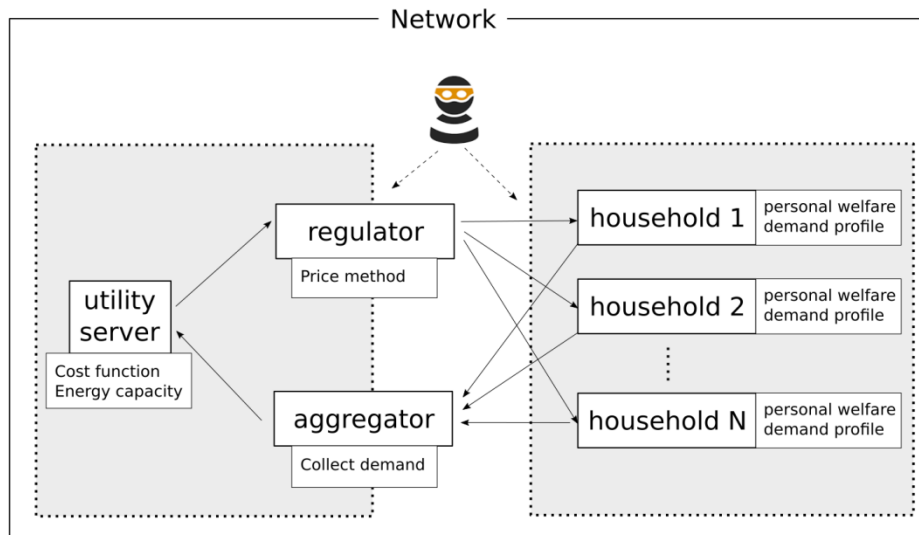 Network
regulator
Price method
utility
server
Cost function
Energy capacity
aggregator
Collect demand
household 1
personal welfare
demand profile
household 2
personal welfare
demand profile
household N
personal welfare
demand profile